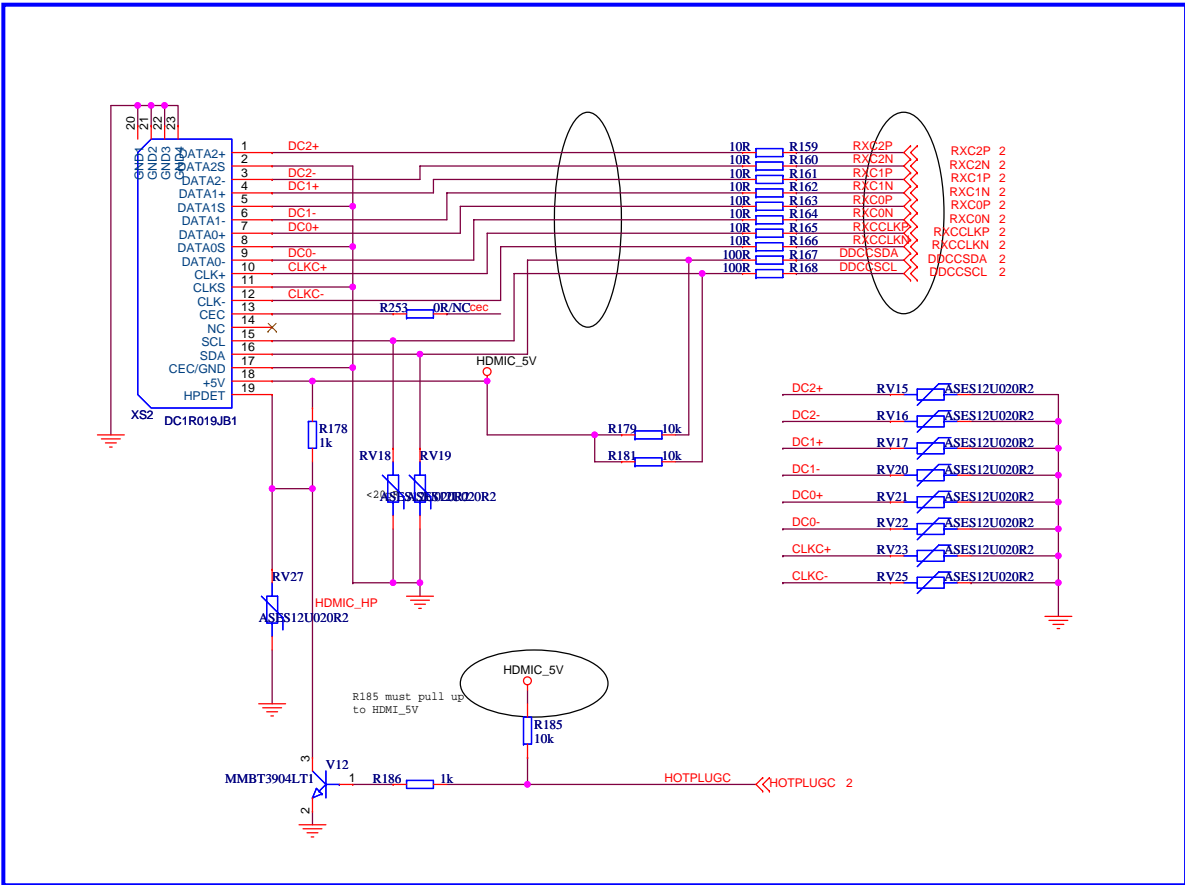 20
21
22
23
GND1
GND2
GND3
GND4
DATA2+ 1 DC2+
DATA2S 2
DATA2- 3 DC2-
DATA1+ 4 DC1+
DATA1S 5
DATA1- 6 DC1-
DATA0+ 7 DC0+
DATA0S 8
DATA0- 9 DC0-
CLK+ 10 CLKC+
CLKS 11
CLK- 12 CLKC-
CEC 13 R253 0R/NC cec
NC 14
SCL 15
SDA 16
CEC/GND 17
+5V 18
HPDET 19
XS2 DC1R019JB1
10R R159 RXC2P RXC2P 2
10R R160 RXC2N RXC2N 2
10R R161 RXC1P RXC1P 2
10R R162 RXC1N RXC1N 2
10R R163 RXC0P RXC0P 2
10R R164 RXC0N RXC0N 2
10R R165 RXCCLKP RXCCLKP 2
10R R166 RXCCLKN RXCCLKN 2
100R R167 DDCCSDA DDCCSDA 2
100R R168 DDCCSCL DDCCSCL 2
HDMIC_5V
R178
1k
R179 10k
R181 10k
RV18 RV19
DC2+ RV15 ASES12U020R2
DC2- RV16 ASES12U020R2
DC1+ RV17 ASES12U020R2
DC1- RV20 ASES12U020R2
DC0+ RV21 ASES12U020R2
DC0- RV22 ASES12U020R2
CLKC+ RV23 ASES12U020R2
CLKC- RV25 ASES12U020R2
RV27
HDMIC_HP
ASES12U020R2
HDMIC_5V
R185 must pull up
to HDMI_5V
R185
10k
3
V12
MMBT3904LT1 1 R186 1k HOTPLUGC HOTPLUGC 2
2